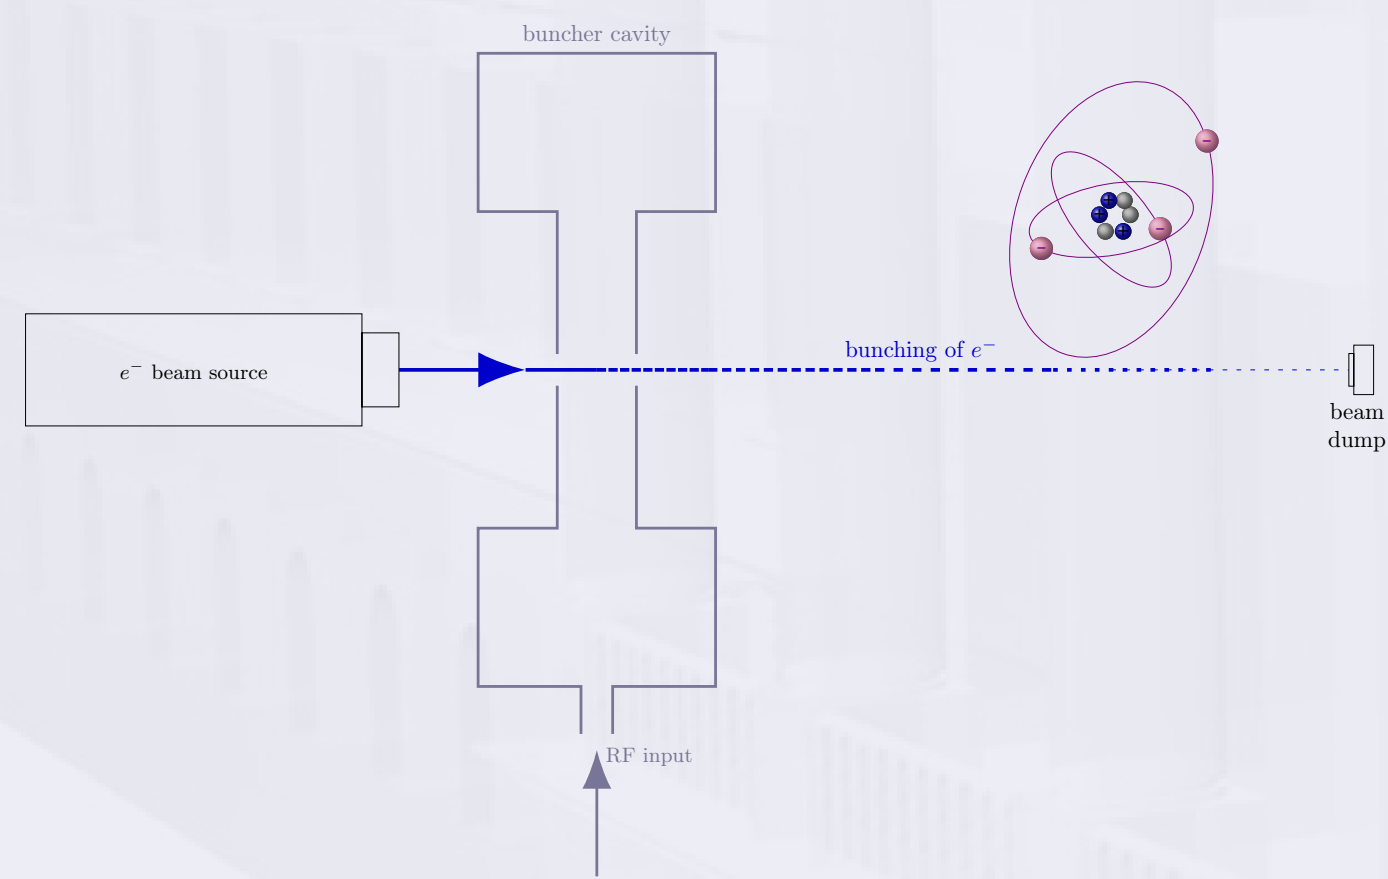 buncher cavity
e⁻ beam source
bunching of e⁻
beam
dump
RF input